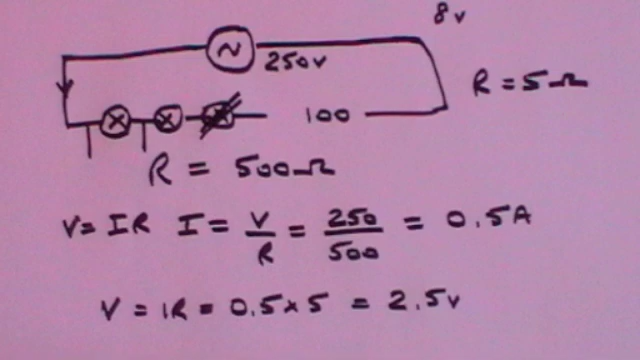 8v
~
250v
R = 5Ω
100
R = 500Ω
V= IR I = V/R = 250/500 = 0.5A
V = IR = 0.5×5 = 2.5v